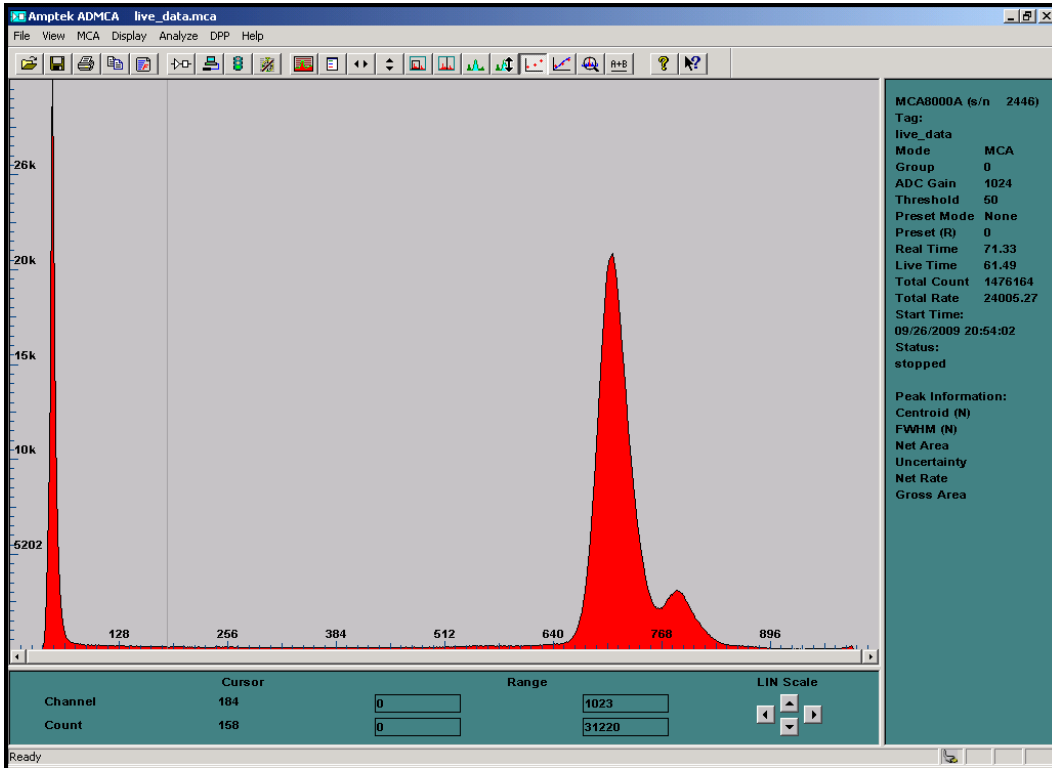 Amptek ADMCA    live_data.mca
File  View  MCA  Display  Analyze  DPP  Help
A+B
26k
20k
15k
10k
5202
128  256  384  512  640  768  896
MCA8000A (s/n  2446)
Tag:
live_data
Mode  MCA
Group  0
ADC Gain  1024
Threshold  50
Preset Mode  None
Preset (R)  0
Real Time  71.33
Live Time  61.49
Total Count  1476164
Total Rate  24005.27
Start Time:
09/26/2009 20:54:02
Status:
stopped
Peak Information:
Centroid (N)
FWHM (N)
Net Area
Uncertainty
Net Rate
Gross Area
Cursor  Range  LIN Scale
Channel  184  0  1023
Count  158  0  31220
Ready